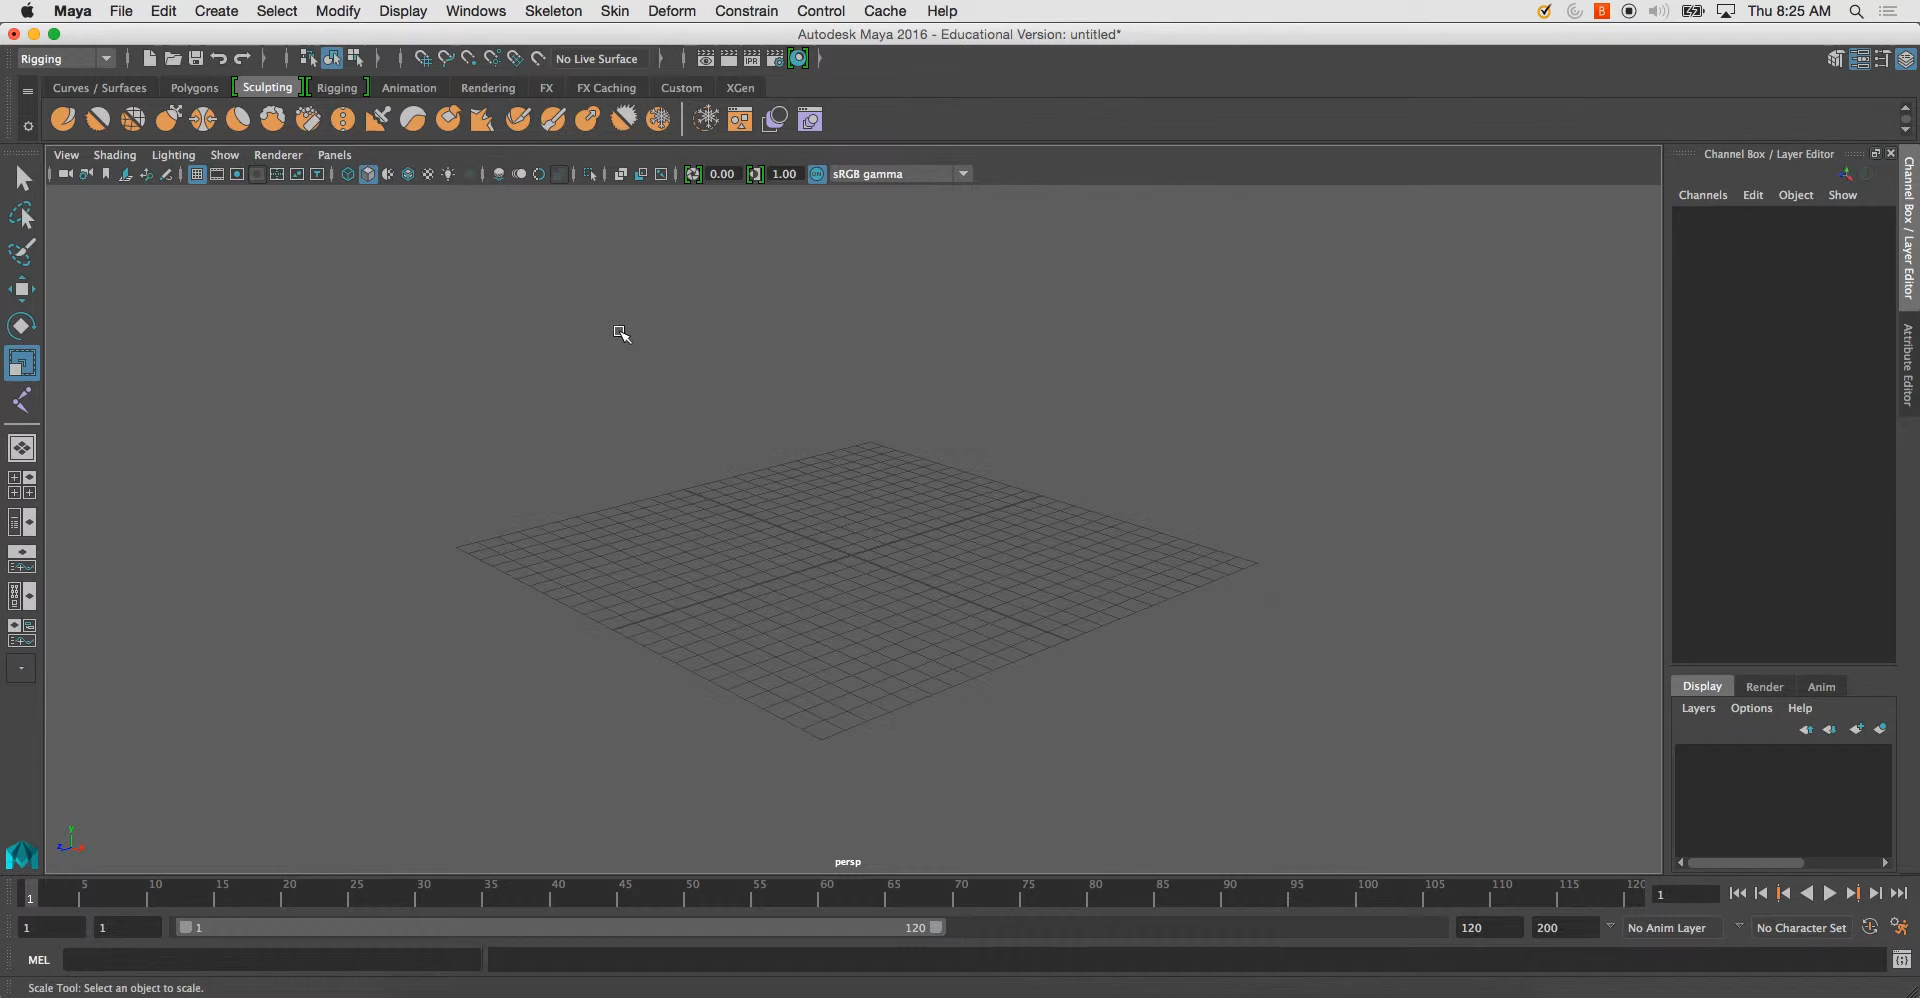 Maya File Edit Create Select Modify Display Windows Skeleton Skin Deform Constrain Control Cache Help
B
Thu 8:25 AM
Autodesk Maya 2016 - Educational Version: untitled*
Rigging
No Live Surface
IPR
Curves / Surfaces Polygons Sculpting Rigging Animation Rendering FX FX Caching Custom XGen
View Shading Lighting Show Renderer Panels
0.00
1.00
ON
sRGB gamma
Channel Box / Layer Editor
Channels Edit Object Show
Channel Box / Layer Editor
Attribute Editor
Display Render Anim
Layers Options Help
y
z
persp
5 10 15 20 25 30 35 40 45 50 55 60 65 70 75 80 85 90 95 100 105 110 115 120
1
1
1
1
1
120
120
200
No Anim Layer
No Character Set
MEL
Scale Tool: Select an object to scale.